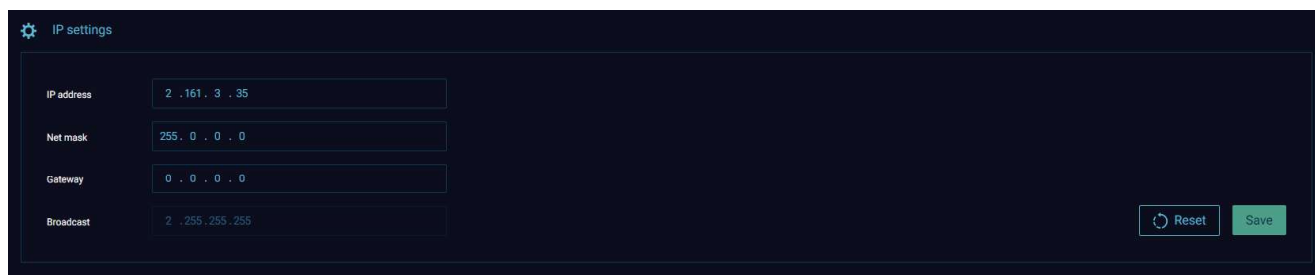 IP settings
IP address 2 .161. 3 . 35
Net mask 255. 0 . 0 . 0
Gateway 0 . 0 . 0 . 0
Broadcast 2 .255.255.255
Reset Save